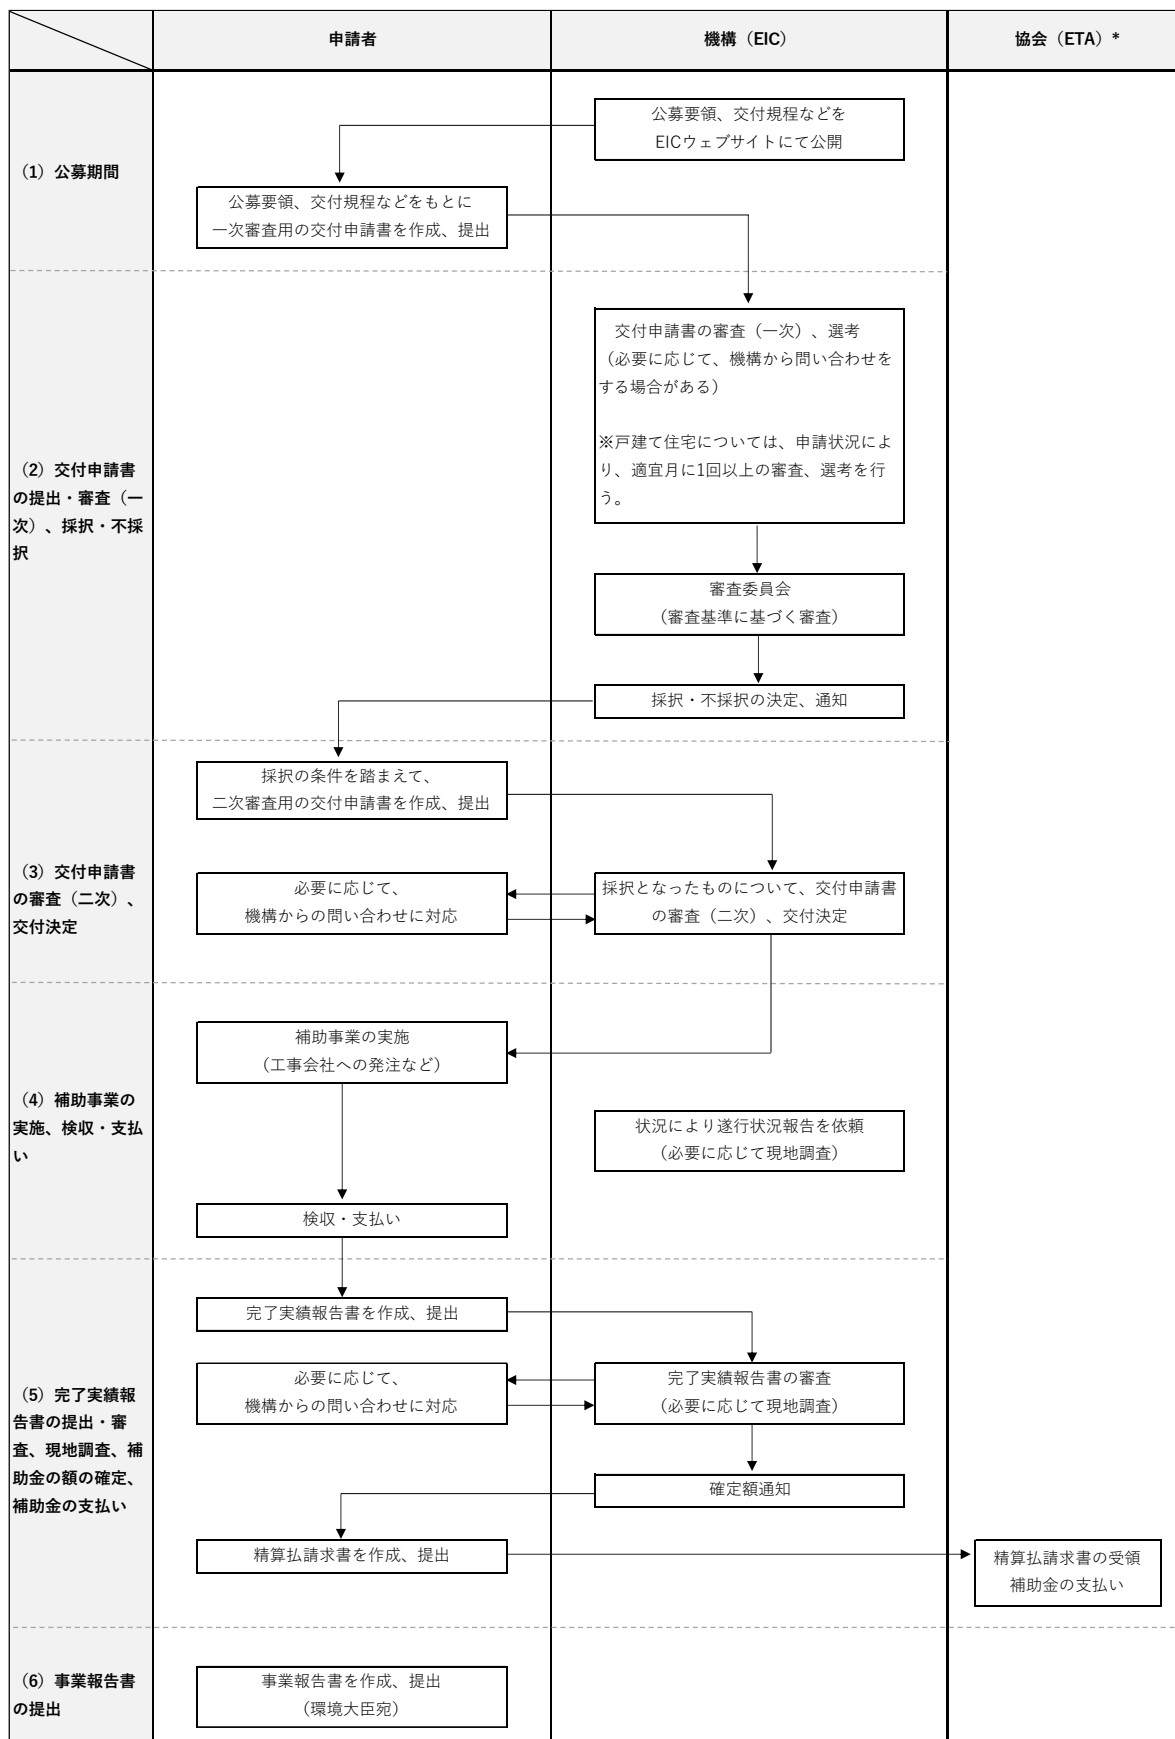 申請者
機構（EIC）
協会（ETA）*
（1）公募期間
公募要領、交付規程などを
EICウェブサイトにて公開
公募要領、交付規程などをもとに
一次審査用の交付申請書を作成、提出
（2）交付申請書
の提出・審査（一
次）、採択・不採
択
交付申請書の審査（一次）、選考
（必要に応じて、機構から問い合わせを
する場合がある）
※戸建て住宅については、申請状況によ
り、適宜月に1回以上の審査、選考を行
う。
審査委員会
（審査基準に基づく審査）
採択・不採択の決定、通知
（3）交付申請書
の審査（二次）、
交付決定
採択の条件を踏まえて、
二次審査用の交付申請書を作成、提出
必要に応じて、
機構からの問い合わせに対応
採択となったものについて、交付申請書
の審査（二次）、交付決定
（4）補助事業の
実施、検収・支払
い
補助事業の実施
（工事会社への発注など）
状況により遂行状況報告を依頼
（必要に応じて現地調査）
検収・支払い
（5）完了実績報
告書の提出・審
査、現地調査、補
助金の額の確定、
補助金の支払い
完了実績報告書を作成、提出
必要に応じて、
機構からの問い合わせに対応
完了実績報告書の審査
（必要に応じて現地調査）
確定額通知
精算払請求書を作成、提出
精算払請求書の受領
補助金の支払い
（6）事業報告書
の提出
事業報告書を作成、提出
（環境大臣宛）